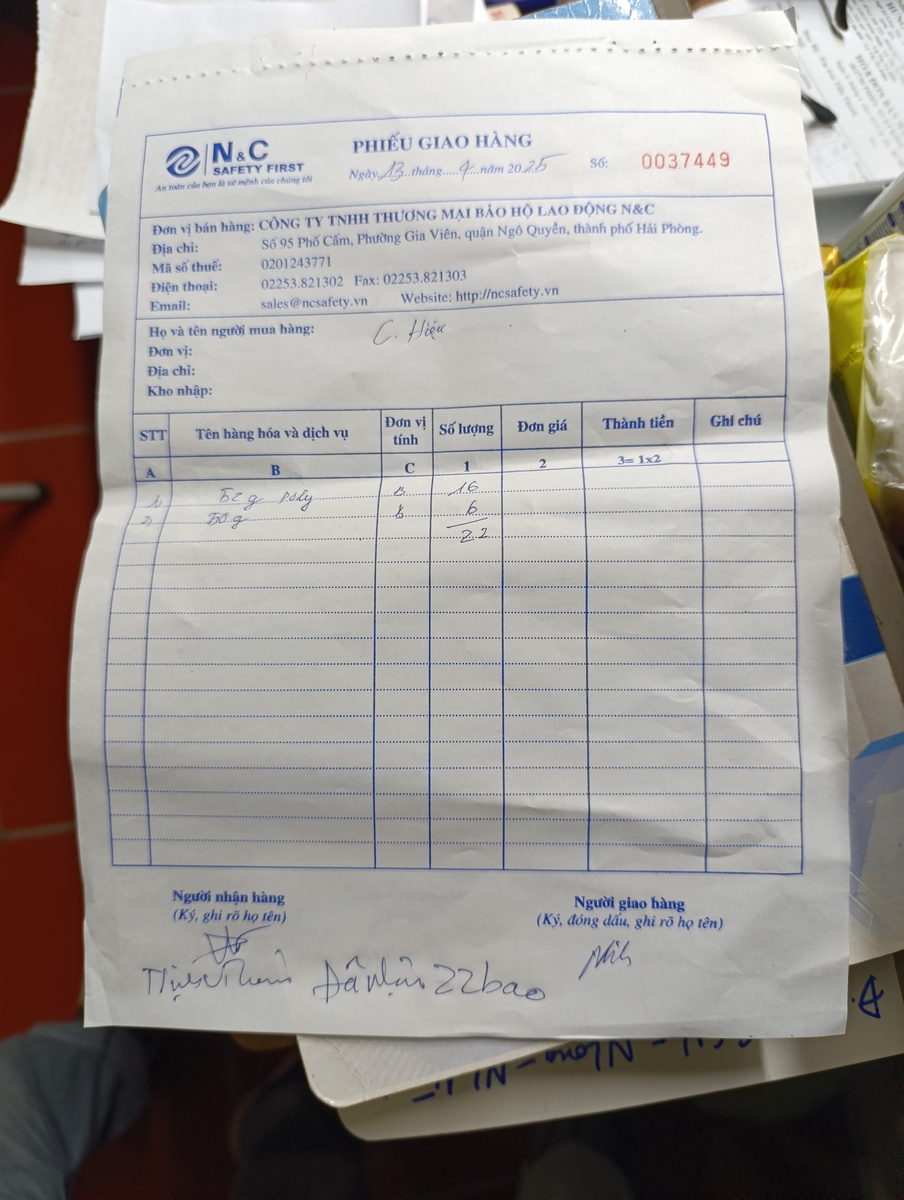 N&C
SAFETY FIRST
An toàn của bạn là sứ mệnh của chúng tôi
PHIẾU GIAO HÀNG
Ngày 13 tháng 4 năm 2025
Số: 0037449
Đơn vị bán hàng: CÔNG TY TNHH THƯƠNG MẠI BẢO HỘ LAO ĐỘNG N&C
Địa chỉ: Số 95 Phố Cấm, Phường Gia Viên, quận Ngô Quyền, thành phố Hải Phòng.
Mã số thuế: 0201243771
Điện thoại: 02253.821302 Fax: 02253.821303
Email: sales@ncsafety.vn Website: http://ncsafety.vn
Họ và tên người mua hàng: C. Hiệu
Đơn vị:
Địa chỉ:
Kho nhập:
STT Tên hàng hóa và dịch vụ Đơn vị tính Số lượng Đơn giá Thành tiền Ghi chú
A B C 1 2 3= 1x2
1) 52g poly B 16
2) 50g B 6
22
Người nhận hàng
(Ký, ghi rõ họ tên)
Người giao hàng
(Ký, đóng dấu, ghi rõ họ tên)
Đã nhận 22 bao